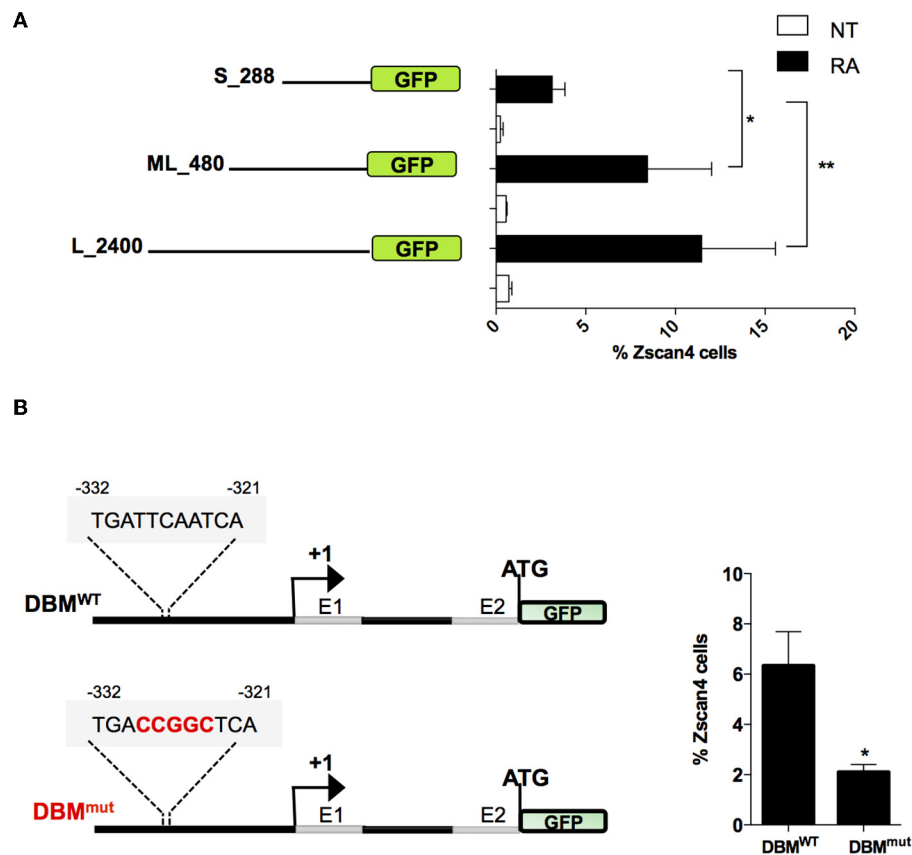 A
NT
RA
S_288
GFP
ML_480
GFP
L_2400
GFP
*
**
0
5
10
15
20
% Zscan4 cells
B
-332
-321
TGATTCAATCA
+1
ATG
DBMWT
E1
E2
GFP
-332
-321
TGACCGGCTCA
+1
ATG
DBMmut
E1
E2
GFP
% Zscan4 cells
10
8
6
4
2
0
*
DBMWT
DBMmut